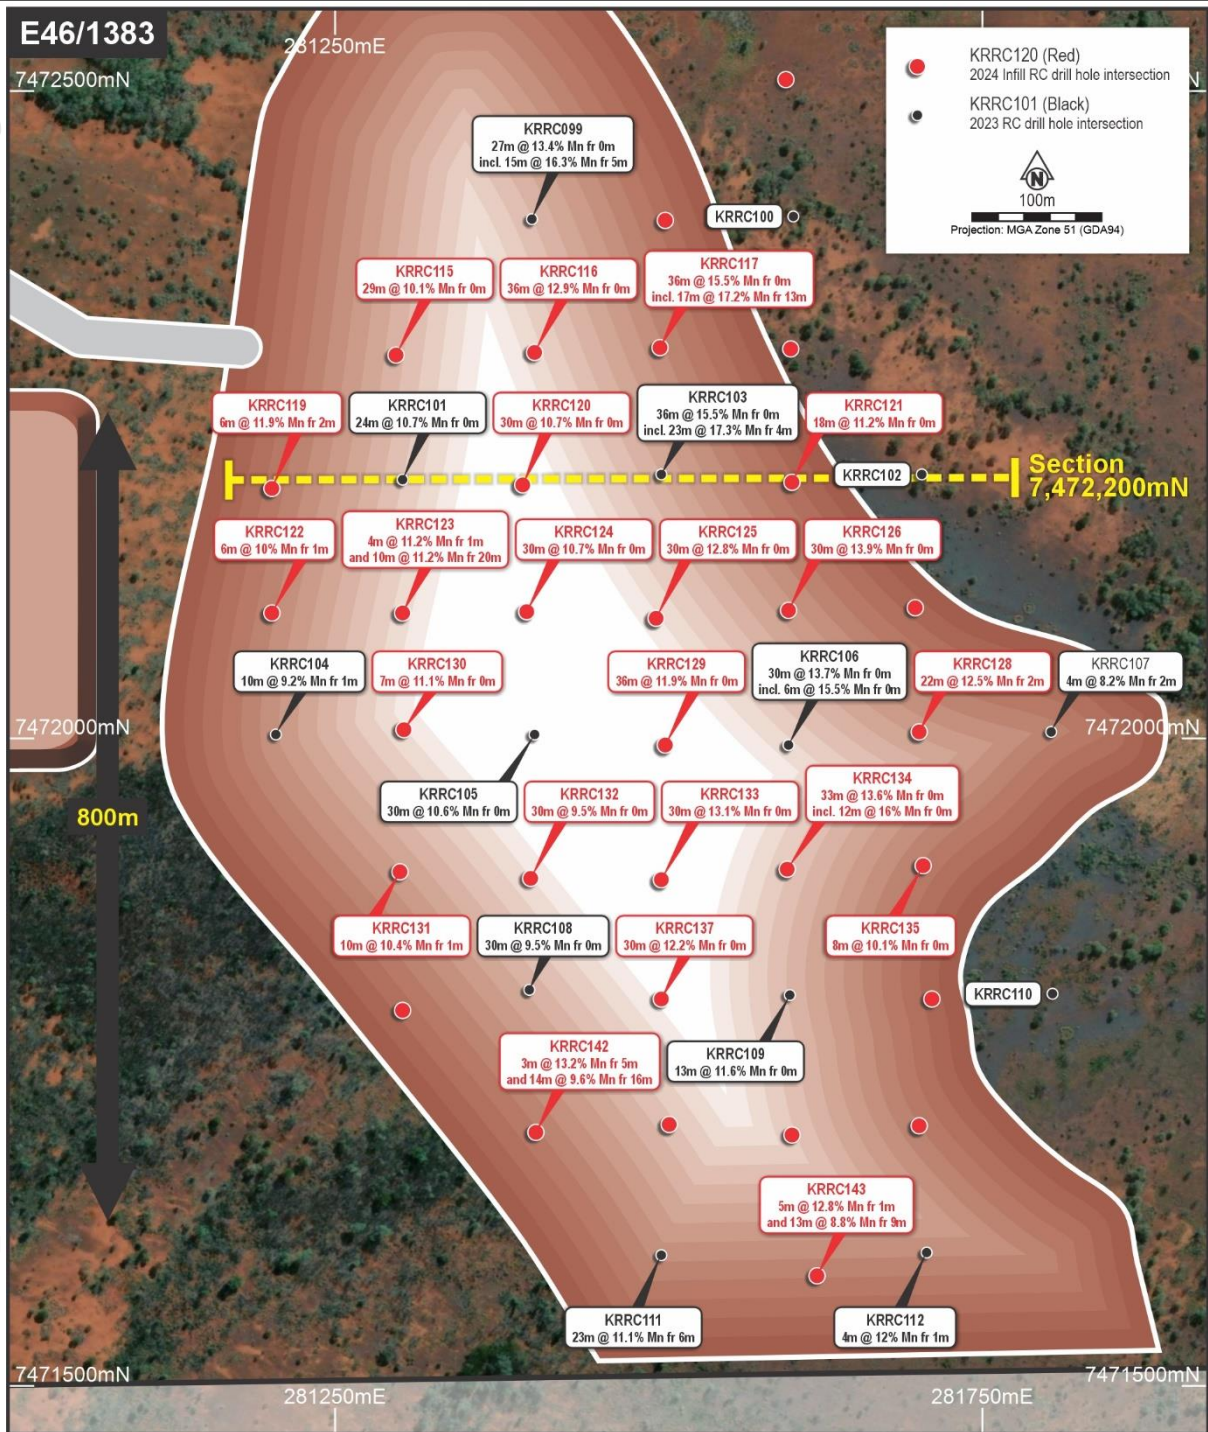 E46/1383
281250mE
7472500mN
N
KRRC120 (Red)
2024 Infill RC drill hole intersection
KRRC101 (Black)
2023 RC drill hole intersection
N
100m
Projection: MGA Zone 51 (GDA94)
KRRC099
27m @ 13.4% Mn fr 0m
incl. 15m @ 16.3% Mn fr 5m
KRRC100
KRRC115
29m @ 10.1% Mn fr 0m
KRRC116
36m @ 12.9% Mn fr 0m
KRRC117
36m @ 15.5% Mn fr 0m
incl. 17m @ 17.2% Mn fr 13m
KRRC119
6m @ 11.9% Mn fr 2m
KRRC101
24m @ 10.7% Mn fr 0m
KRRC120
30m @ 10.7% Mn fr 0m
KRRC103
36m @ 15.5% Mn fr 0m
incl. 23m @ 17.3% Mn fr 4m
KRRC121
18m @ 11.2% Mn fr 0m
KRRC102
Section
7,472,200mN
KRRC122
6m @ 10% Mn fr 1m
KRRC123
4m @ 11.2% Mn fr 1m
and 10m @ 11.2% Mn fr 20m
KRRC124
30m @ 10.7% Mn fr 0m
KRRC125
30m @ 12.8% Mn fr 0m
KRRC126
30m @ 13.9% Mn fr 0m
KRRC104
10m @ 9.2% Mn fr 1m
KRRC130
7m @ 11.1% Mn fr 0m
KRRC129
36m @ 11.9% Mn fr 0m
KRRC106
30m @ 13.7% Mn fr 0m
incl. 6m @ 15.5% Mn fr 0m
KRRC128
22m @ 12.5% Mn fr 2m
KRRC107
4m @ 8.2% Mn fr 2m
7472000mN
7472000mN
KRRC105
30m @ 10.6% Mn fr 0m
KRRC132
30m @ 9.5% Mn fr 0m
KRRC133
30m @ 13.1% Mn fr 0m
KRRC134
33m @ 13.6% Mn fr 0m
incl. 12m @ 16% Mn fr 0m
800m
KRRC131
10m @ 10.4% Mn fr 1m
KRRC108
30m @ 9.5% Mn fr 0m
KRRC137
30m @ 12.2% Mn fr 0m
KRRC135
8m @ 10.1% Mn fr 0m
KRRC110
KRRC142
3m @ 13.2% Mn fr 5m
and 14m @ 9.6% Mn fr 16m
KRRC109
13m @ 11.6% Mn fr 0m
KRRC143
5m @ 12.8% Mn fr 1m
and 13m @ 8.8% Mn fr 9m
KRRC111
23m @ 11.1% Mn fr 6m
KRRC112
4m @ 12% Mn fr 1m
7471500mN
7471500mN
281250mE
281750mE